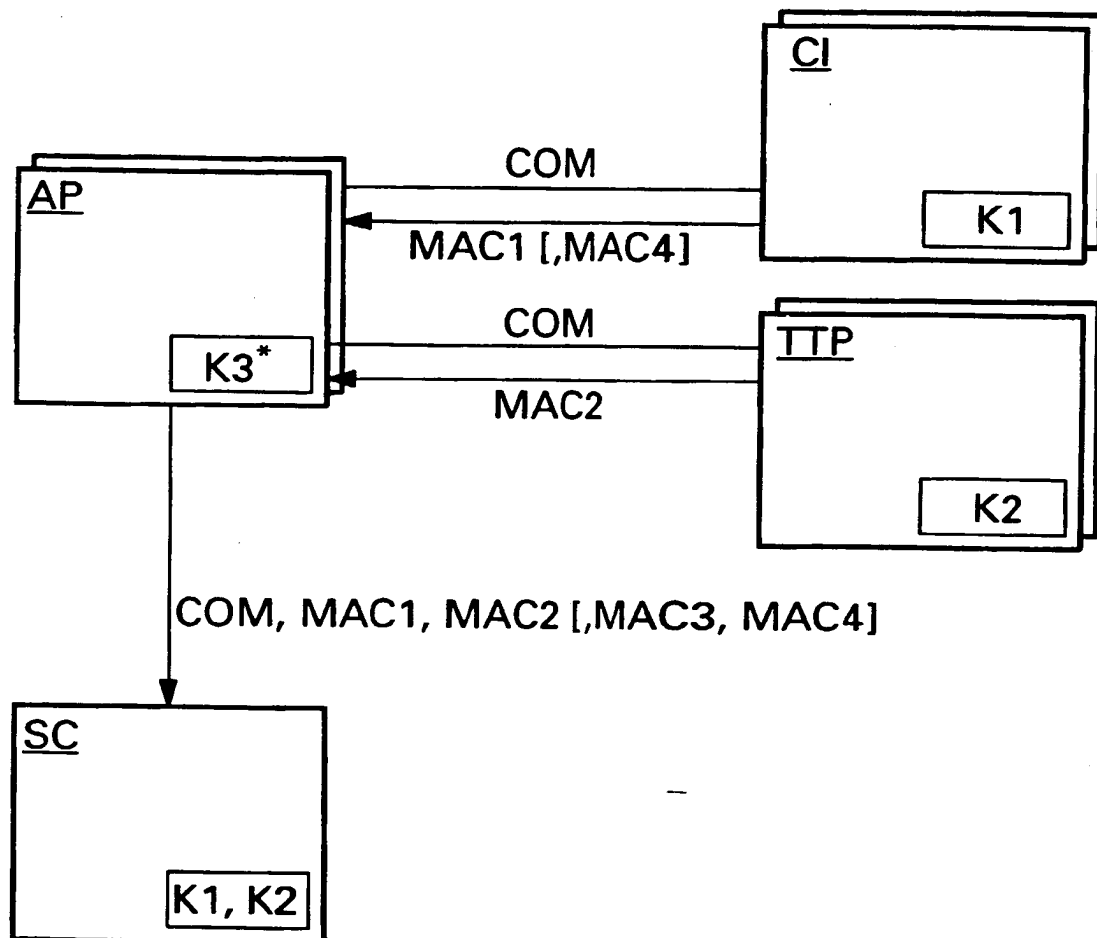 CI
COM
AP
K1
MAC1 [,MAC4]
COM
TTP
K3*
MAC2
K2
COM, MAC1, MAC2 [,MAC3, MAC4]
SC
K1, K2